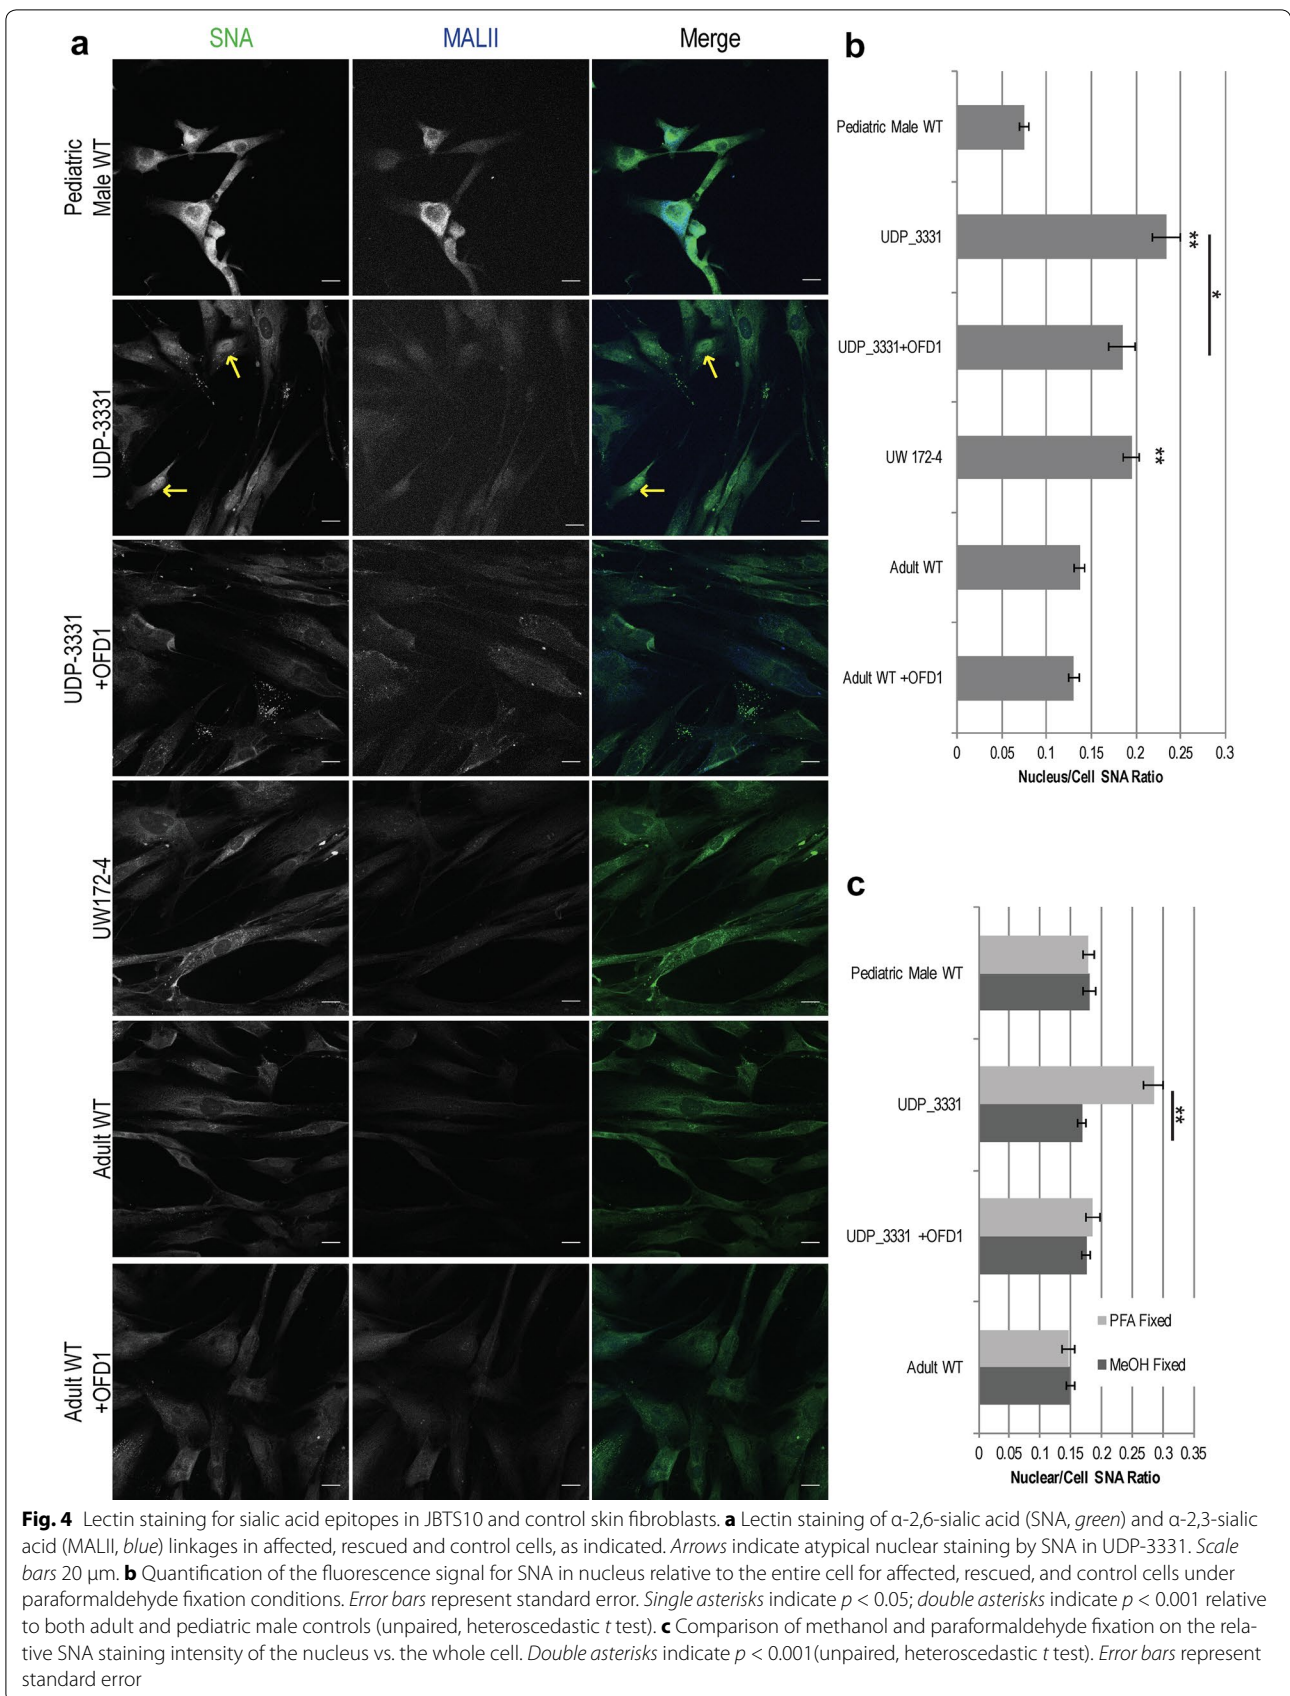 a
SNA
MALII
Merge
Pediatric
Male WT
UDP-3331
UDP-3331
+OFD1
UW172-4
Adult WT
Adult WT
+OFD1
b
Pediatric Male WT
UDP_3331
**
*
UDP_3331+OFD1
UW 172-4
**
Adult WT
Adult WT +OFD1
0 0.05 0.1 0.15 0.2 0.25 0.3
Nucleus/Cell SNA Ratio
c
Pediatric Male WT
UDP_3331
**
UDP_3331 +OFD1
PFA Fixed
Adult WT
MeOH Fixed
0 0.05 0.1 0.15 0.2 0.25 0.3 0.35
Nuclear/Cell SNA Ratio
Fig. 4 Lectin staining for sialic acid epitopes in JBTS10 and control skin fibroblasts. a Lectin staining of α-2,6-sialic acid (SNA, green) and α-2,3-sialic
acid (MALII, blue) linkages in affected, rescued and control cells, as indicated. Arrows indicate atypical nuclear staining by SNA in UDP-3331. Scale
bars 20 μm. b Quantification of the fluorescence signal for SNA in nucleus relative to the entire cell for affected, rescued, and control cells under
paraformaldehyde fixation conditions. Error bars represent standard error. Single asterisks indicate p < 0.05; double asterisks indicate p < 0.001 relative
to both adult and pediatric male controls (unpaired, heteroscedastic t test). c Comparison of methanol and paraformaldehyde fixation on the rela-
tive SNA staining intensity of the nucleus vs. the whole cell. Double asterisks indicate p < 0.001(unpaired, heteroscedastic t test). Error bars represent
standard error